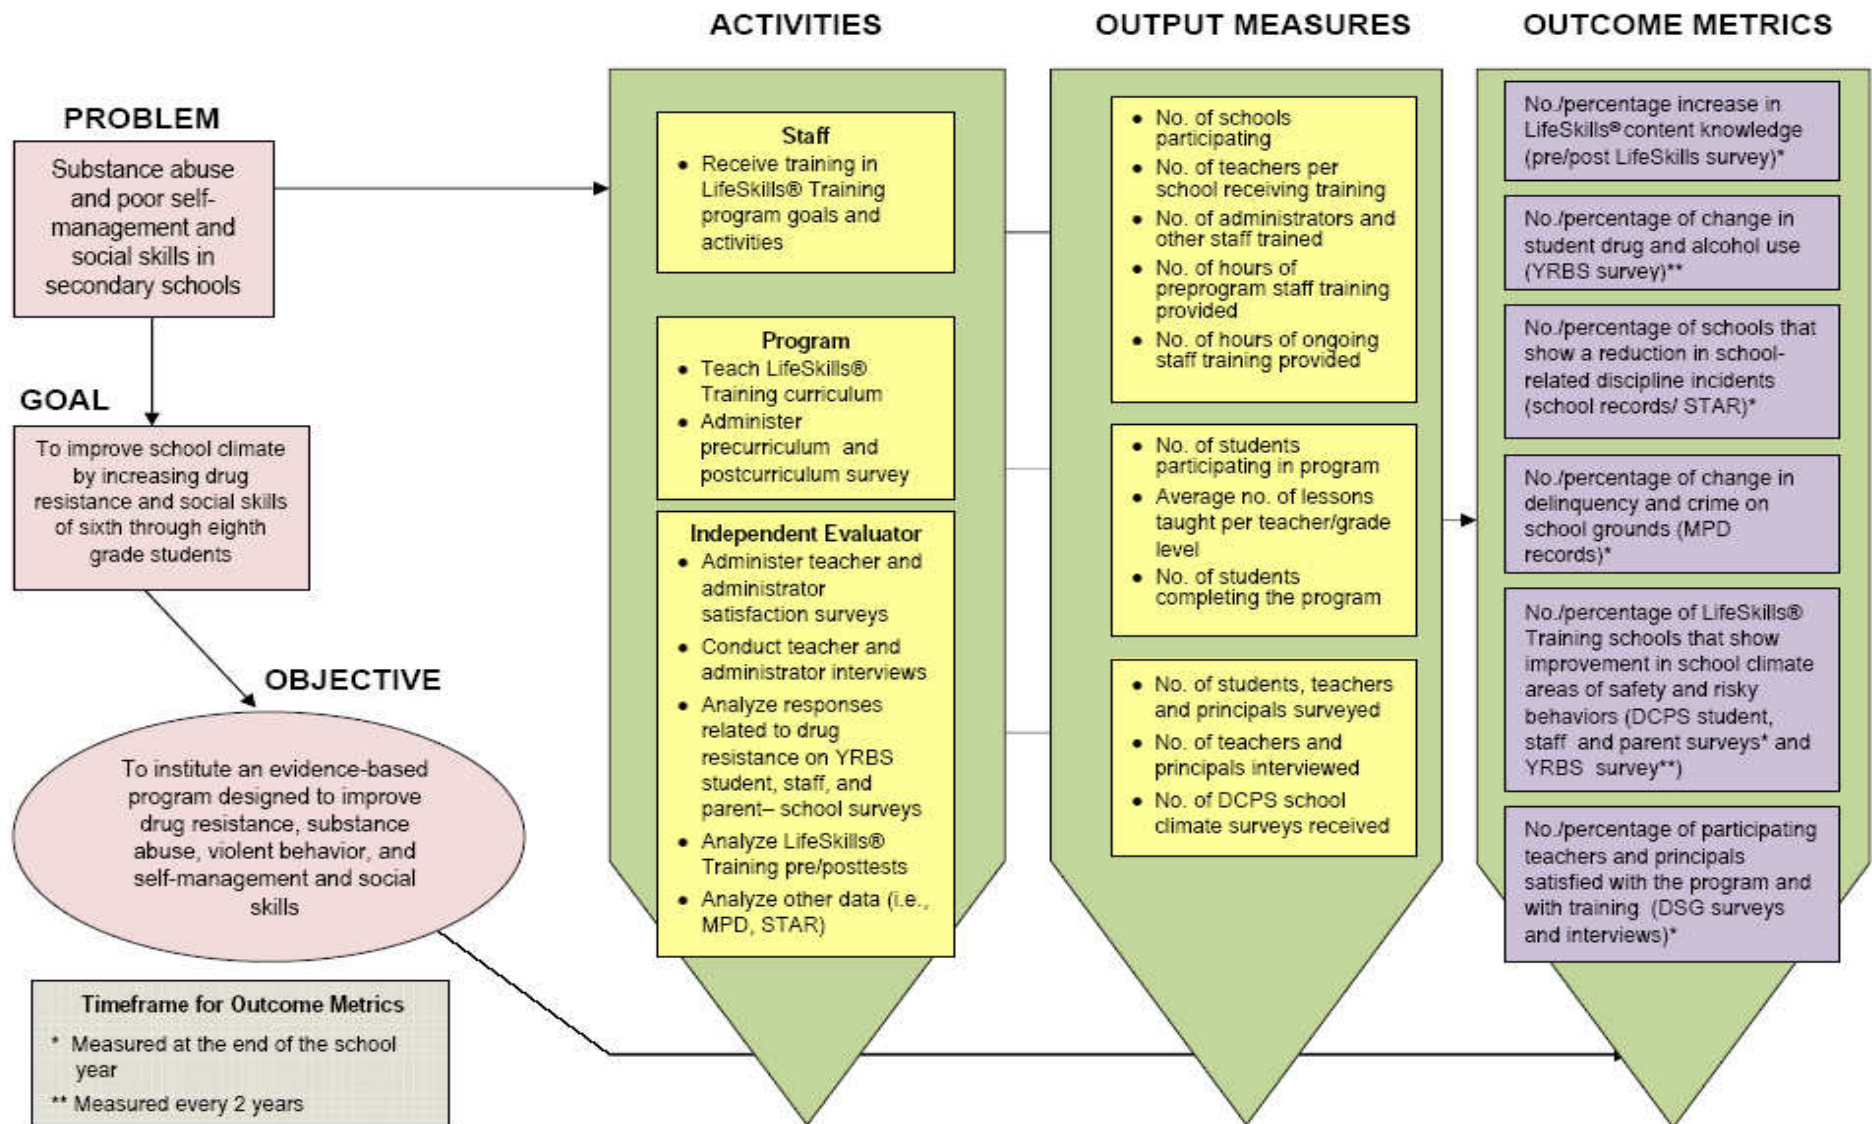 ACTIVITIES
OUTPUT MEASURES
OUTCOME METRICS
PROBLEM
Substance abuse
and poor self-
management and
social skills in
secondary schools
GOAL
To improve school climate
by increasing drug
resistance and social skills
of sixth through eighth
grade students
OBJECTIVE
To institute an evidence-based
program designed to improve
drug resistance, substance
abuse, violent behavior, and
self-management and social
skills
Timeframe for Outcome Metrics
* Measured at the end of the school
year
** Measured every 2 years
Staff
• Receive training in
LifeSkills® Training
program goals and
activities
Program
• Teach LifeSkills®
Training curriculum
• Administer
precurriculum and
postcurriculum survey
Independent Evaluator
• Administer teacher and
administrator
satisfaction surveys
• Conduct teacher and
administrator interviews
• Analyze responses
related to drug
resistance on YRBS
student, staff, and
parent– school surveys
• Analyze LifeSkills®
Training pre/posttests
• Analyze other data (i.e.,
MPD, STAR)
• No. of schools
participating
• No. of teachers per
school receiving training
• No. of administrators and
other staff trained
• No. of hours of
preprogram staff training
provided
• No. of hours of ongoing
staff training provided
• No. of students
participating in program
• Average no. of lessons
taught per teacher/grade
level
• No. of students
completing the program
• No. of students, teachers
and principals surveyed
• No. of teachers and
principals interviewed
• No. of DCPS school
climate surveys received
No./percentage increase in
LifeSkills® content knowledge
(pre/post LifeSkills survey)*
No./percentage of change in
student drug and alcohol use
(YRBS survey)**
No./percentage of schools that
show a reduction in school-
related discipline incidents
(school records/ STAR)*
No./percentage of change in
delinquency and crime on
school grounds (MPD
records)*
No./percentage of LifeSkills®
Training schools that show
improvement in school climate
areas of safety and risky
behaviors (DCPS student,
staff and parent surveys* and
YRBS survey**)
No./percentage of participating
teachers and principals
satisfied with the program and
with training (DSG surveys
and interviews)*